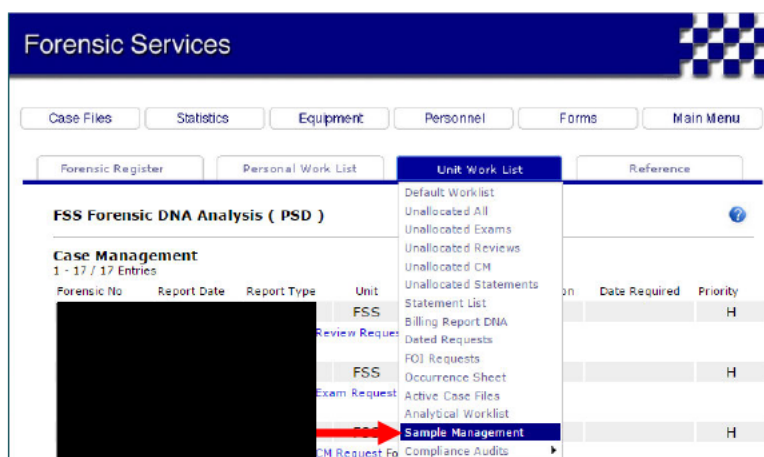 Forensic Services
Case Files Statistics Equipment Personnel Forms Main Menu
Forensic Register Personal Work List Unit Work List Reference
FSS Forensic DNA Analysis ( PSD )
Case Management
1 - 17 / 17 Entries
Forensic No Report Date Report Type Unit Date Required Priority
FSS H
Review Reques
FSS H
Exam Request
H
CM Request Fo
Default Worklist
Unallocated All
Unallocated Exams
Unallocated Reviews
Unallocated CM
Unallocated Statements
Statement List
Billing Report DNA
Dated Requests
FOI Requests
Occurrence Sheet
Active Case Files
Analytical Worklist
Sample Management
Compliance Audits